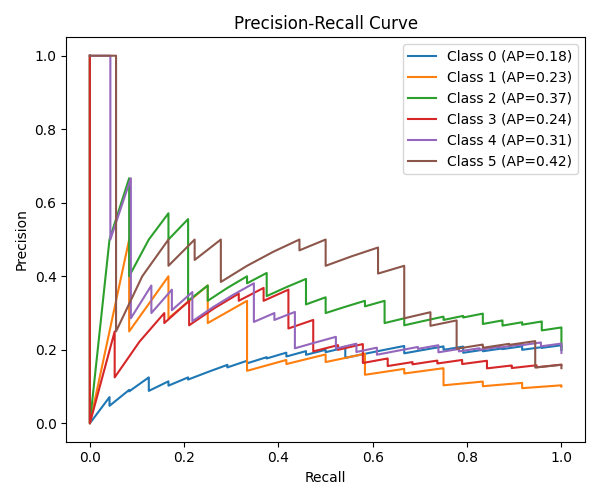 Precision-Recall Curve
Precision
1.0
0.8
0.6
0.4
0.2
0.0
Class 0 (AP=0.18)
Class 1 (AP=0.23)
Class 2 (AP=0.37)
Class 3 (AP=0.24)
Class 4 (AP=0.31)
Class 5 (AP=0.42)
0.0 0.2 0.4 0.6 0.8 1.0
Recall